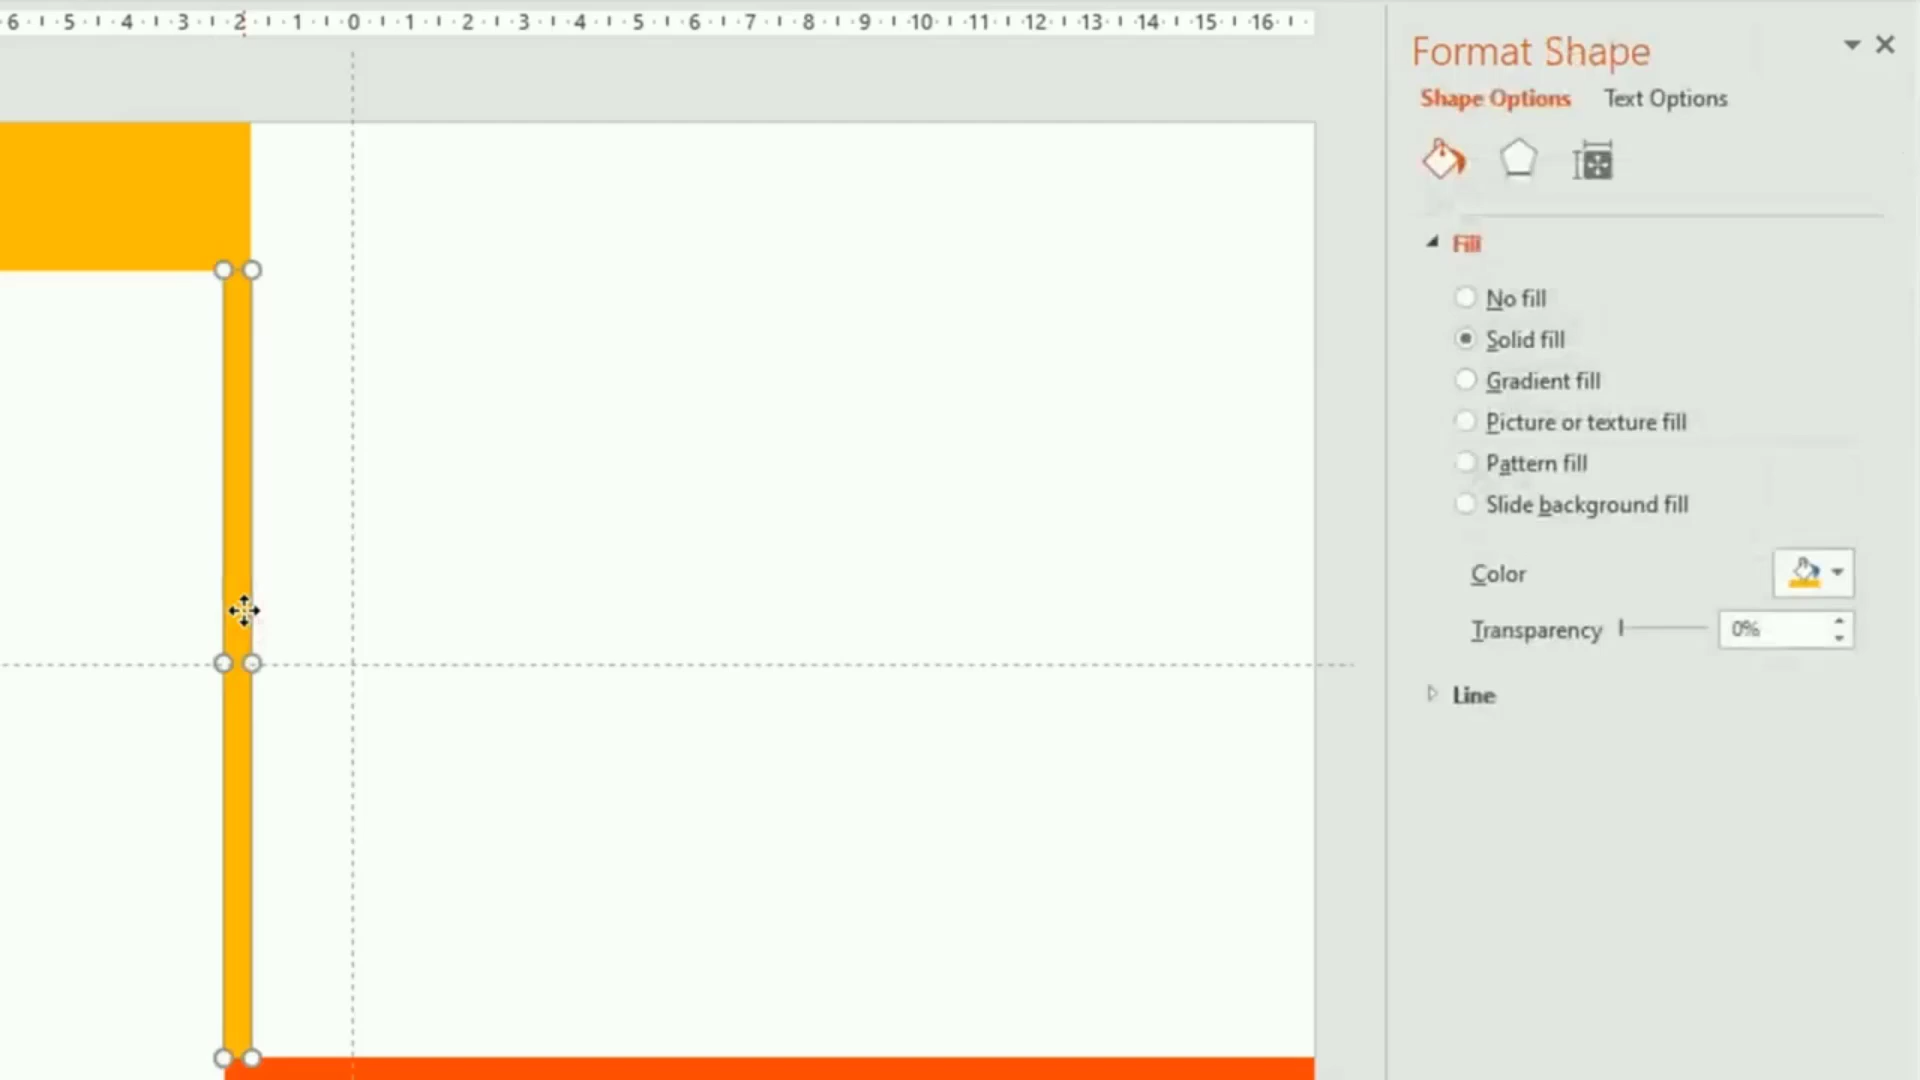 6 5 4 3 2 1 0 1 2 3 4 5 6 7 8 9 10 11 12 13 14 15 16
Format Shape
Shape Options Text Options
Fill
No fill
Solid fill
Gradient fill
Picture or texture fill
Pattern fill
Slide background fill
Color
Transparency 0%
Line